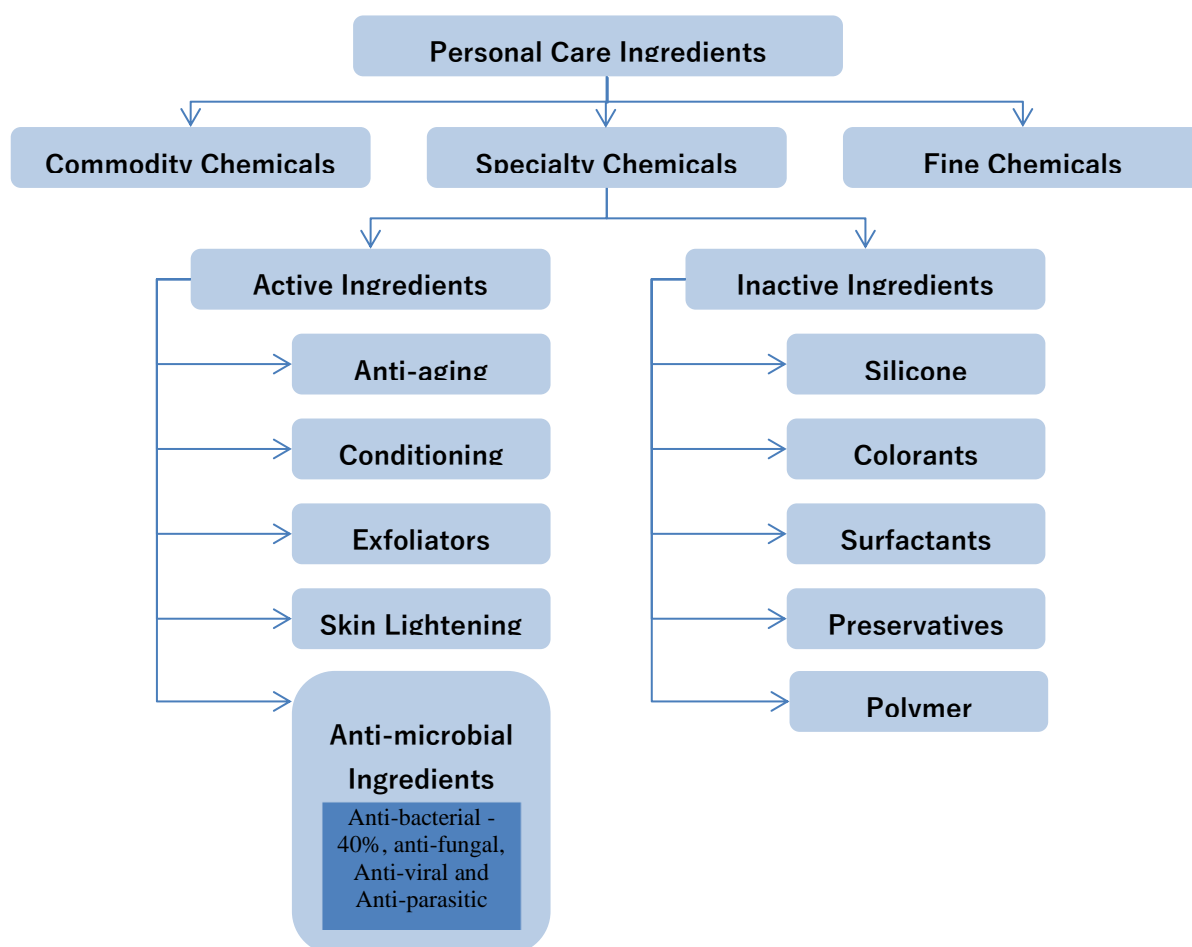 Personal Care Ingredients
Commodity Chemicals
Specialty Chemicals
Fine Chemicals
Active Ingredients
Inactive Ingredients
Anti-aging
Silicone
Conditioning
Colorants
Exfoliators
Surfactants
Skin Lightening
Preservatives
Polymer
Anti-microbial
Ingredients
Anti-bacterial -
40%, anti-fungal,
Anti-viral and
Anti-parasitic